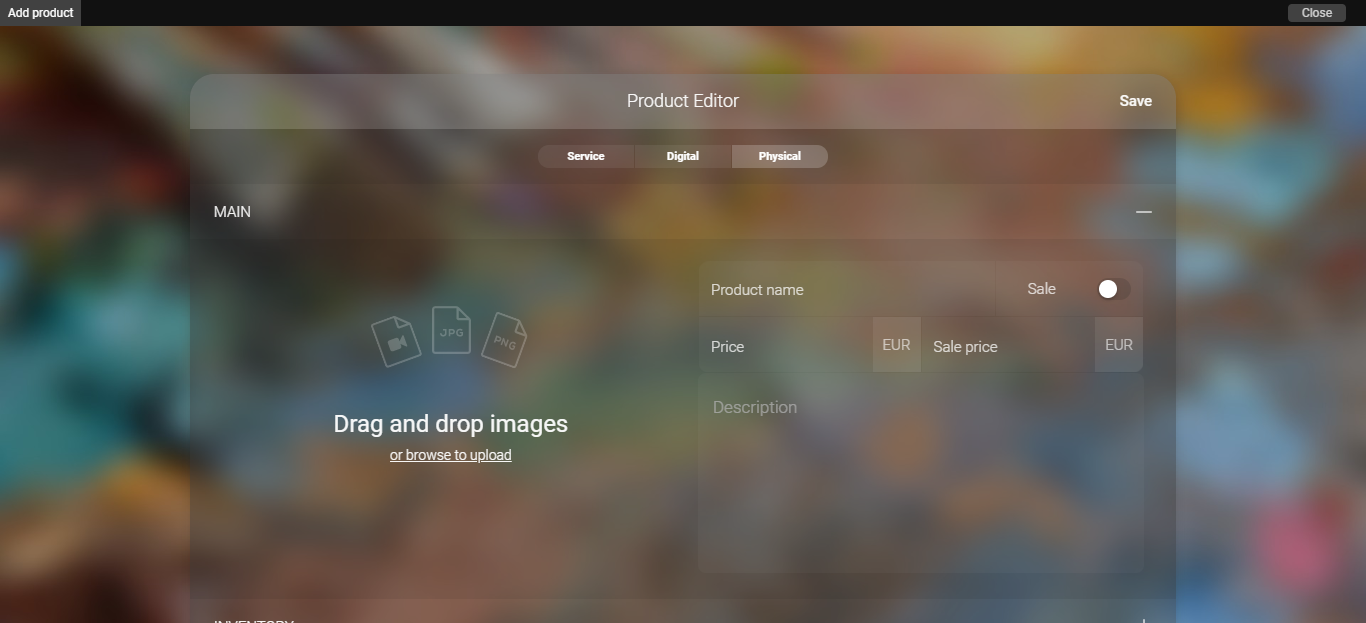 Add product
Close
Product Editor
Save
Service
Digital
Physical
MAIN
Product name
Sale
JPG
PNG
Price
EUR
Sale price
EUR
Description
Drag and drop images
or browse to upload
INVENTORY